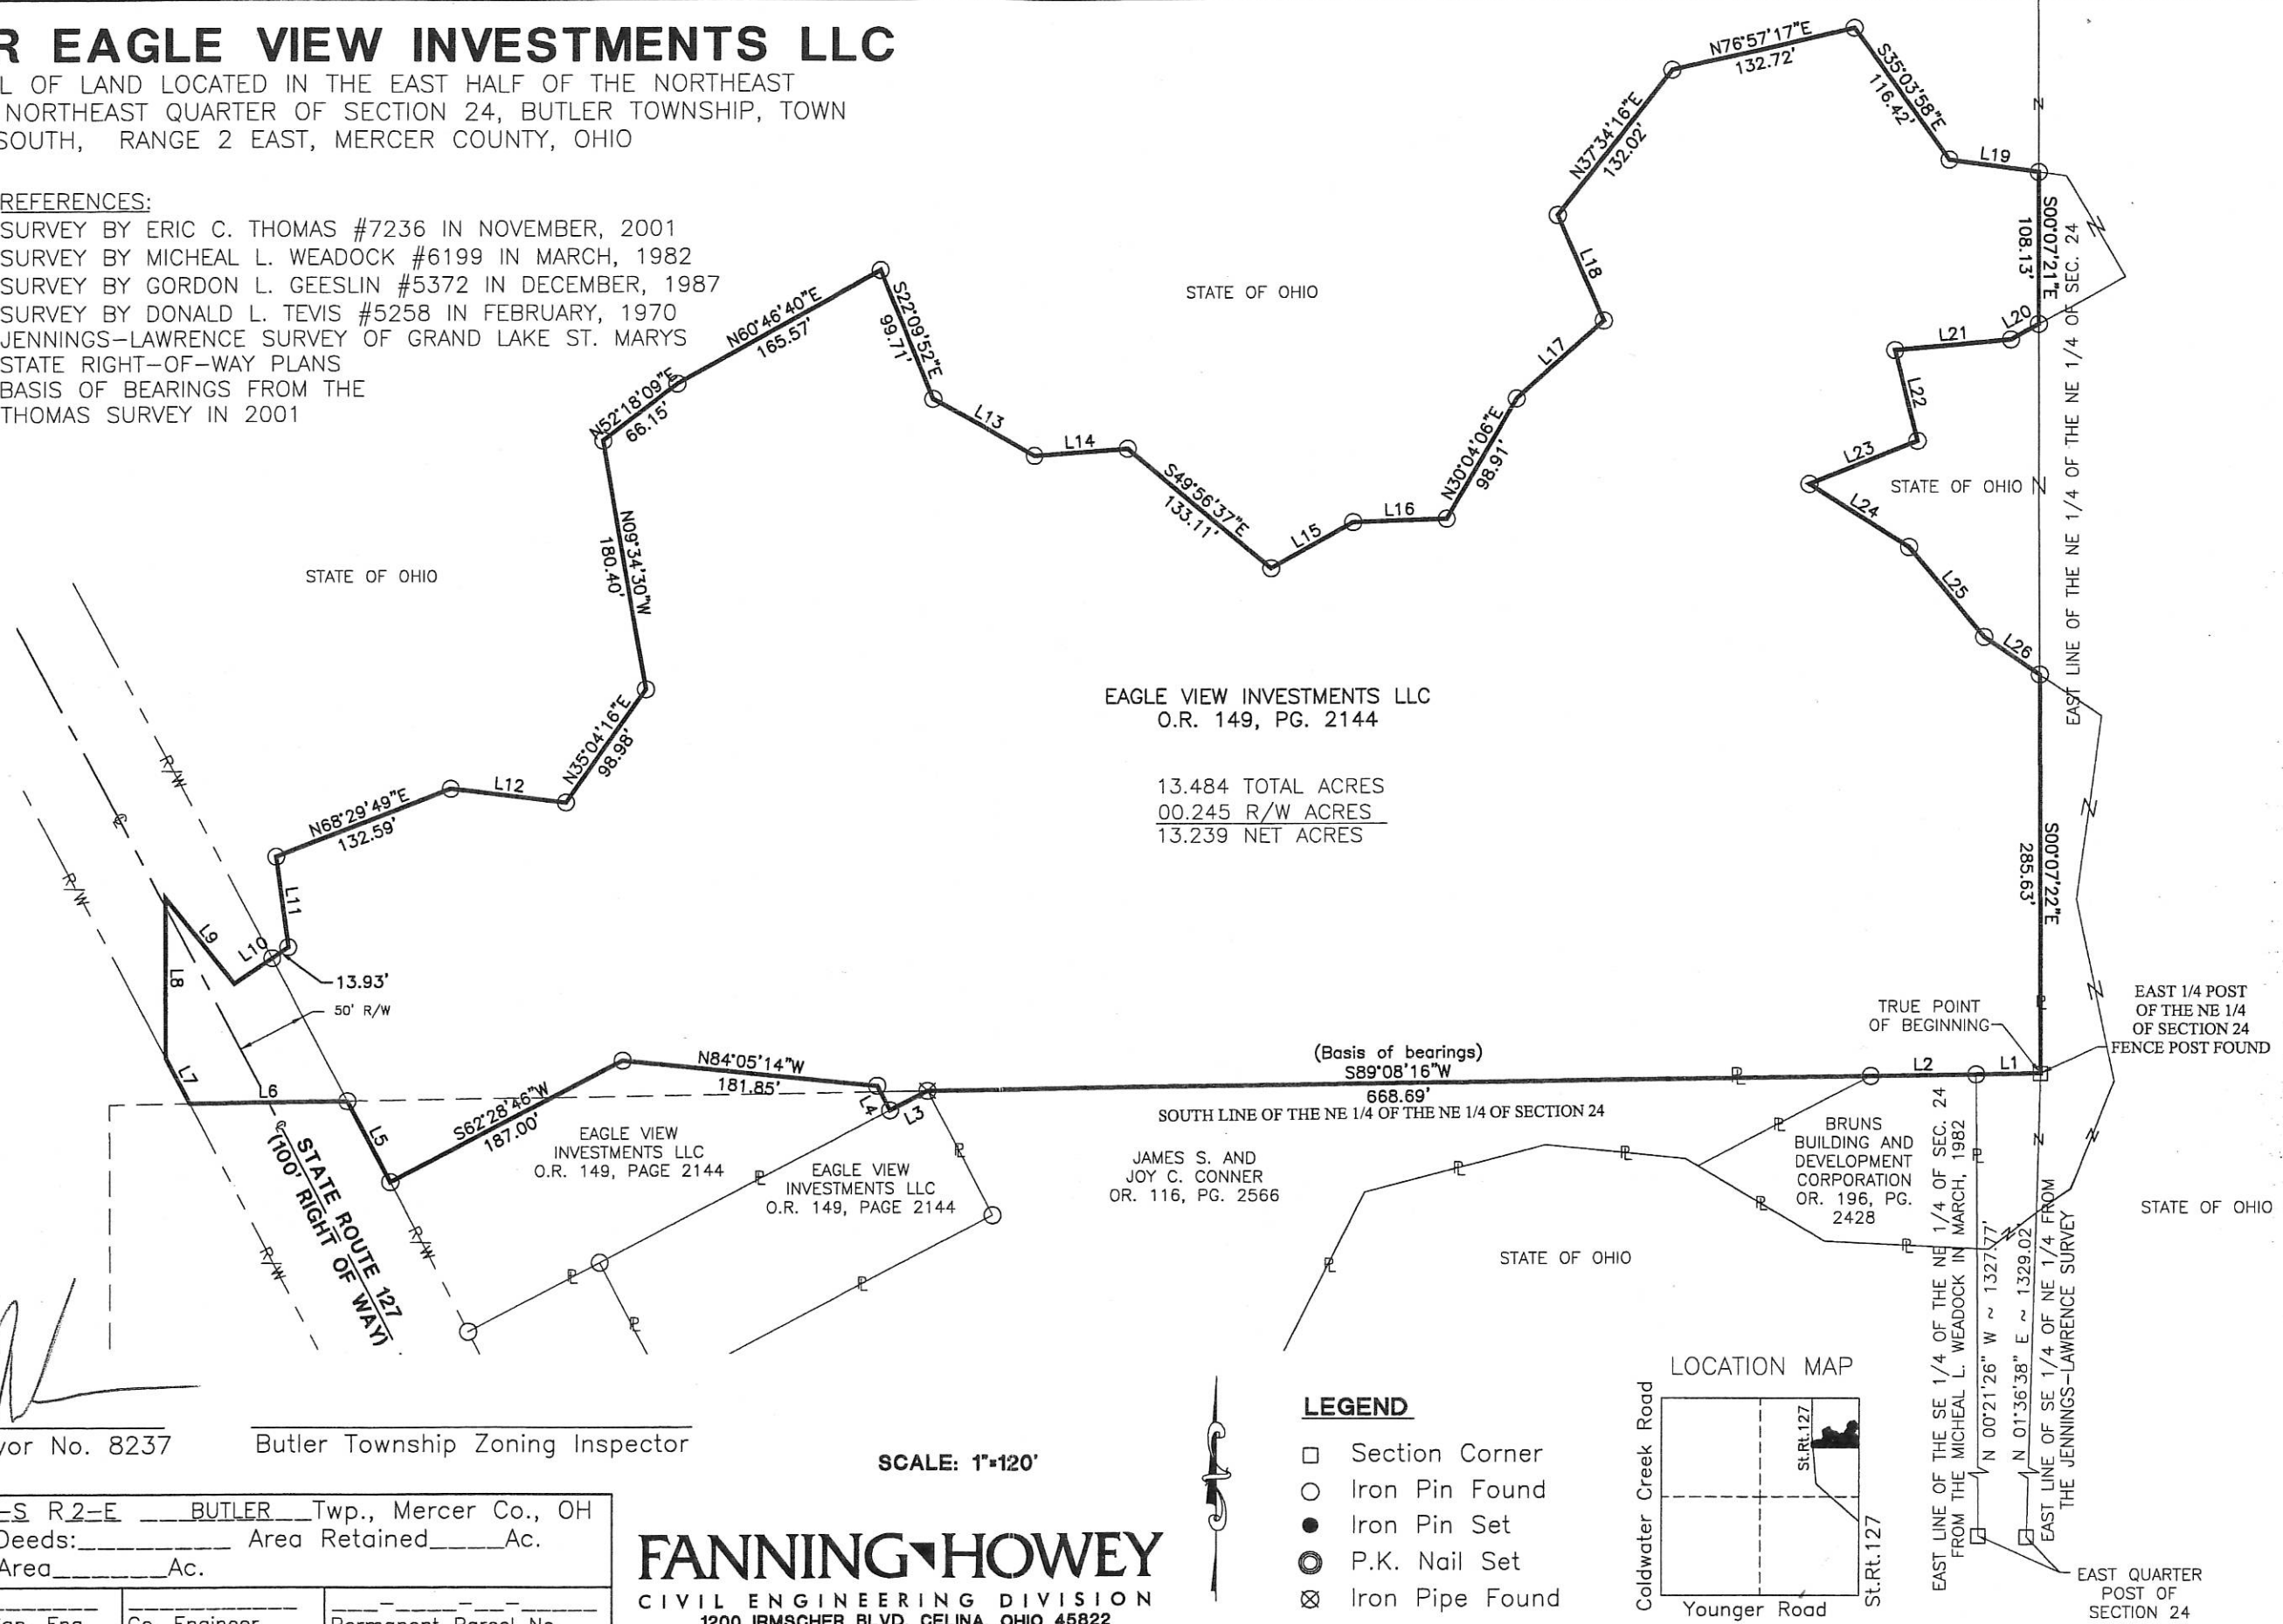 R EAGLE VIEW INVESTMENTS LLC
L OF LAND LOCATED IN THE EAST HALF OF THE NORTHEAST
NORTHEAST QUARTER OF SECTION 24, BUTLER TOWNSHIP, TOWN
SOUTH, RANGE 2 EAST, MERCER COUNTY, OHIO
REFERENCES:
SURVEY BY ERIC C. THOMAS #7236 IN NOVEMBER, 2001
SURVEY BY MICHEAL L. WEADOCK #6199 IN MARCH, 1982
SURVEY BY GORDON L. GEESLIN #5372 IN DECEMBER, 1987
SURVEY BY DONALD L. TEVIS #5258 IN FEBRUARY, 1970
JENNINGS-LAWRENCE SURVEY OF GRAND LAKE ST. MARYS
STATE RIGHT-OF-WAY PLANS
BASIS OF BEARINGS FROM THE
THOMAS SURVEY IN 2001
N76°57'17"E
132.72'
S35°03'58"E
116.42'
L19
N37°34'16"E
132.02'
L18
S00°07'21"E
108.13'
L20
L21
L22
L23
STATE OF OHIO
L24
L25
L26
STATE OF OHIO
N60°46'40"E
165.57'
S22°09'52"E
99.71'
N52°18'09"E
66.15'
L13
L14
S49°56'37"E
133.11'
L15
L16
N30°04'06"E
98.91'
L17
N09°34'30"W
180.40'
STATE OF OHIO
EAST LINE OF THE NE 1/4 OF THE NE 1/4 OF SEC. 24
N35°04'16"E
98.98'
L12
N68°29'49"E
132.59'
L11
L10
L9
L8
13.93'
50' R/W
R/W
R/W
EAGLE VIEW INVESTMENTS LLC
O.R. 149, PG. 2144
13.484 TOTAL ACRES
00.245 R/W ACRES
13.239 NET ACRES
S00°07'22"E
285.63'
TRUE POINT
OF BEGINNING
EAST 1/4 POST
OF THE NE 1/4
OF SECTION 24
FENCE POST FOUND
L1
L2
(Basis of bearings)
S89°08'16"W
668.69'
SOUTH LINE OF THE NE 1/4 OF THE NE 1/4 OF SECTION 24
N84°05'14"W
181.85'
L3
L4
S62°28'46"W
187.00'
L5
L6
L7
STATE ROUTE 127
(100' RIGHT OF WAY)
R/W
R/W
EAGLE VIEW
INVESTMENTS LLC
O.R. 149, PAGE 2144
EAGLE VIEW
INVESTMENTS LLC
O.R. 149, PAGE 2144
JAMES S. AND
JOY C. CONNER
OR. 116, PG. 2566
BRUNS
BUILDING AND
DEVELOPMENT
CORPORATION
OR. 196, PG.
2428
STATE OF OHIO
STATE OF OHIO
EAST LINE OF THE SE 1/4 OF THE NE 1/4 OF SEC. 24
FROM THE MICHEAL L. WEADOCK IN MARCH, 1982
N 00°21'26" W ~ 1327.77'
N 01°36'38" E ~ 1329.02'
EAST LINE OF SE 1/4 OF NE 1/4 FROM
THE JENNINGS-LAWRENCE SURVEY
EAST QUARTER
POST OF
SECTION 24
yor No. 8237
Butler Township Zoning Inspector
SCALE: 1"=120'
LEGEND
Section Corner
Iron Pin Found
Iron Pin Set
P.K. Nail Set
Iron Pipe Found
LOCATION MAP
Coldwater Creek Road
St.Rt.127
St.Rt.127
Younger Road
-S R 2-E BUTLER Twp., Mercer Co., OH
Deeds: Area Retained Ac.
Area Ac.
Co. Engineer
Permanent Parcel No.
FANNING HOWEY
CIVIL ENGINEERING DIVISION
1200 IRMSCHER BLVD, CELINA, OHIO 45822